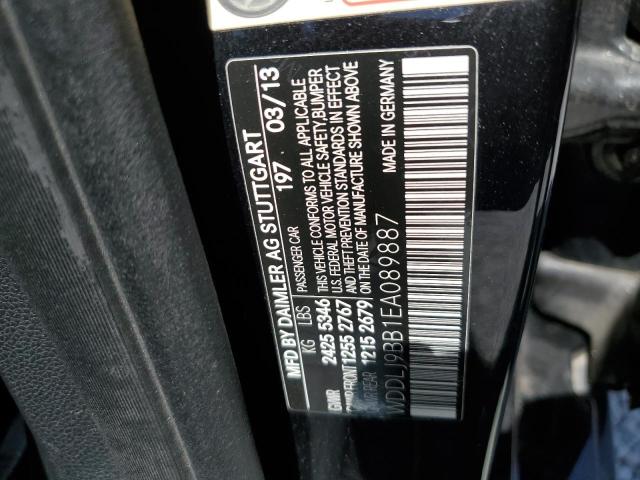 MFD BY DAIMLER AG STUTTGART
197 03/13
KG LBS PASSENGER CAR
GVWR 2425 5346 THIS VEHICLE CONFORMS TO ALL APPLICABLE
FRONT 1255 2767 U.S. FEDERAL MOTOR VEHICLE SAFETY, BUMPER
REAR 1215 2679 AND THEFT PREVENTION STANDARDS IN EFFECT
ON THE DATE OF MANUFACTURE SHOWN ABOVE
MADE IN GERMANY
WDDLJ9BB1EA089887